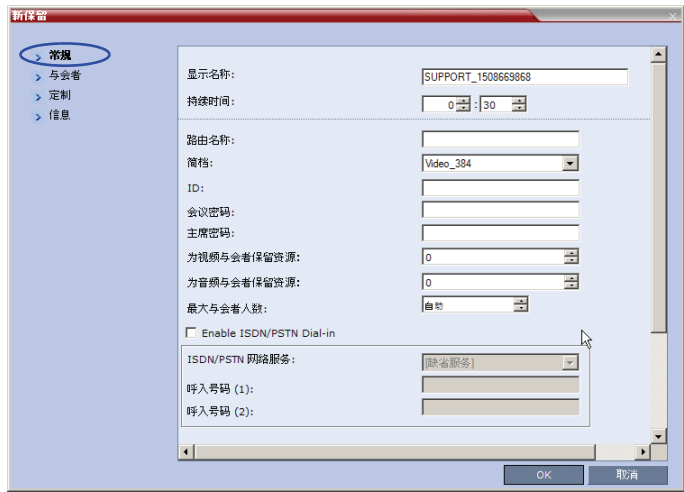 新保留
常规
与会者
定制
信息
显示名称:
SUPPORT_1508669868
持续时间:
0 : 30
路由名称:
简档:
Video_384
ID:
会议密码:
主席密码:
为视频与会者保留资源:
0
为音频与会者保留资源:
0
最大与会者人数:
自动
Enable ISDN/PSTN Dial-in
ISDN/PSTN 网络服务:
[缺省服务]
呼入号码 (1):
呼入号码 (2):
OK
取消